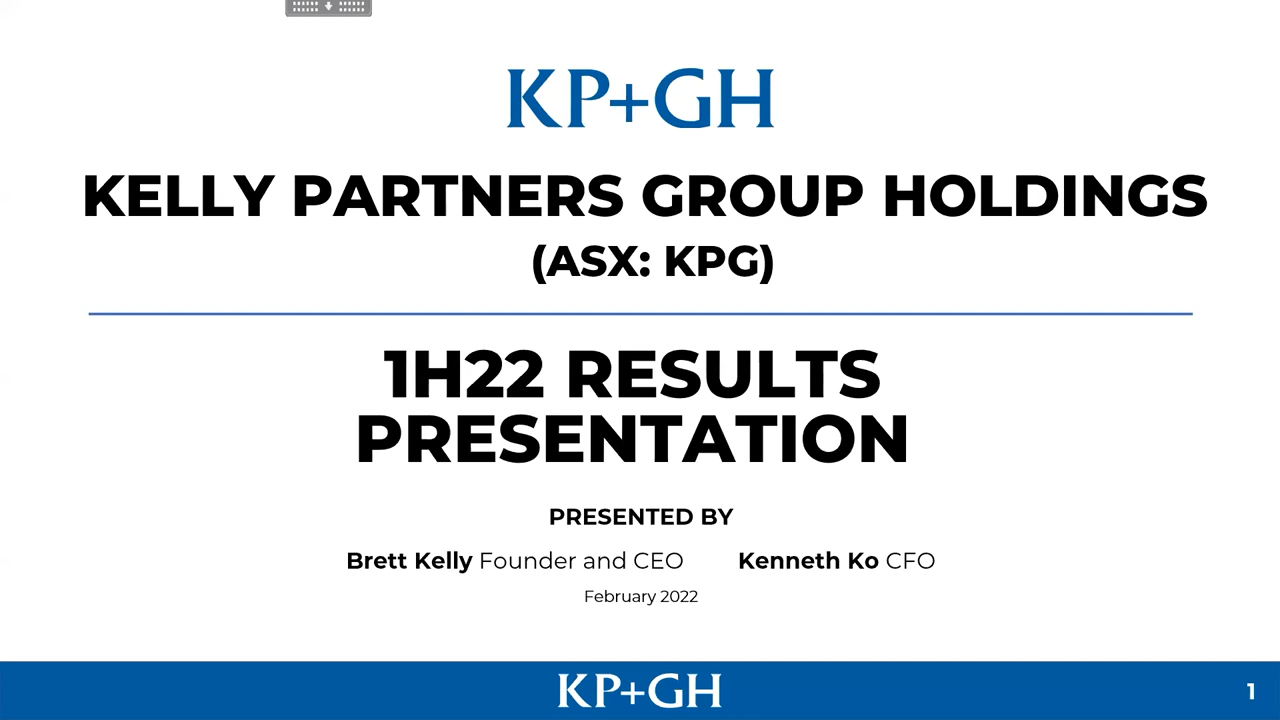 KP+GH
KELLY PARTNERS GROUP HOLDINGS
(ASX: KPG)
1H22 RESULTS
PRESENTATION
PRESENTED BY
Brett Kelly Founder and CEO Kenneth Ko CFO
February 2022
KP+GH
1